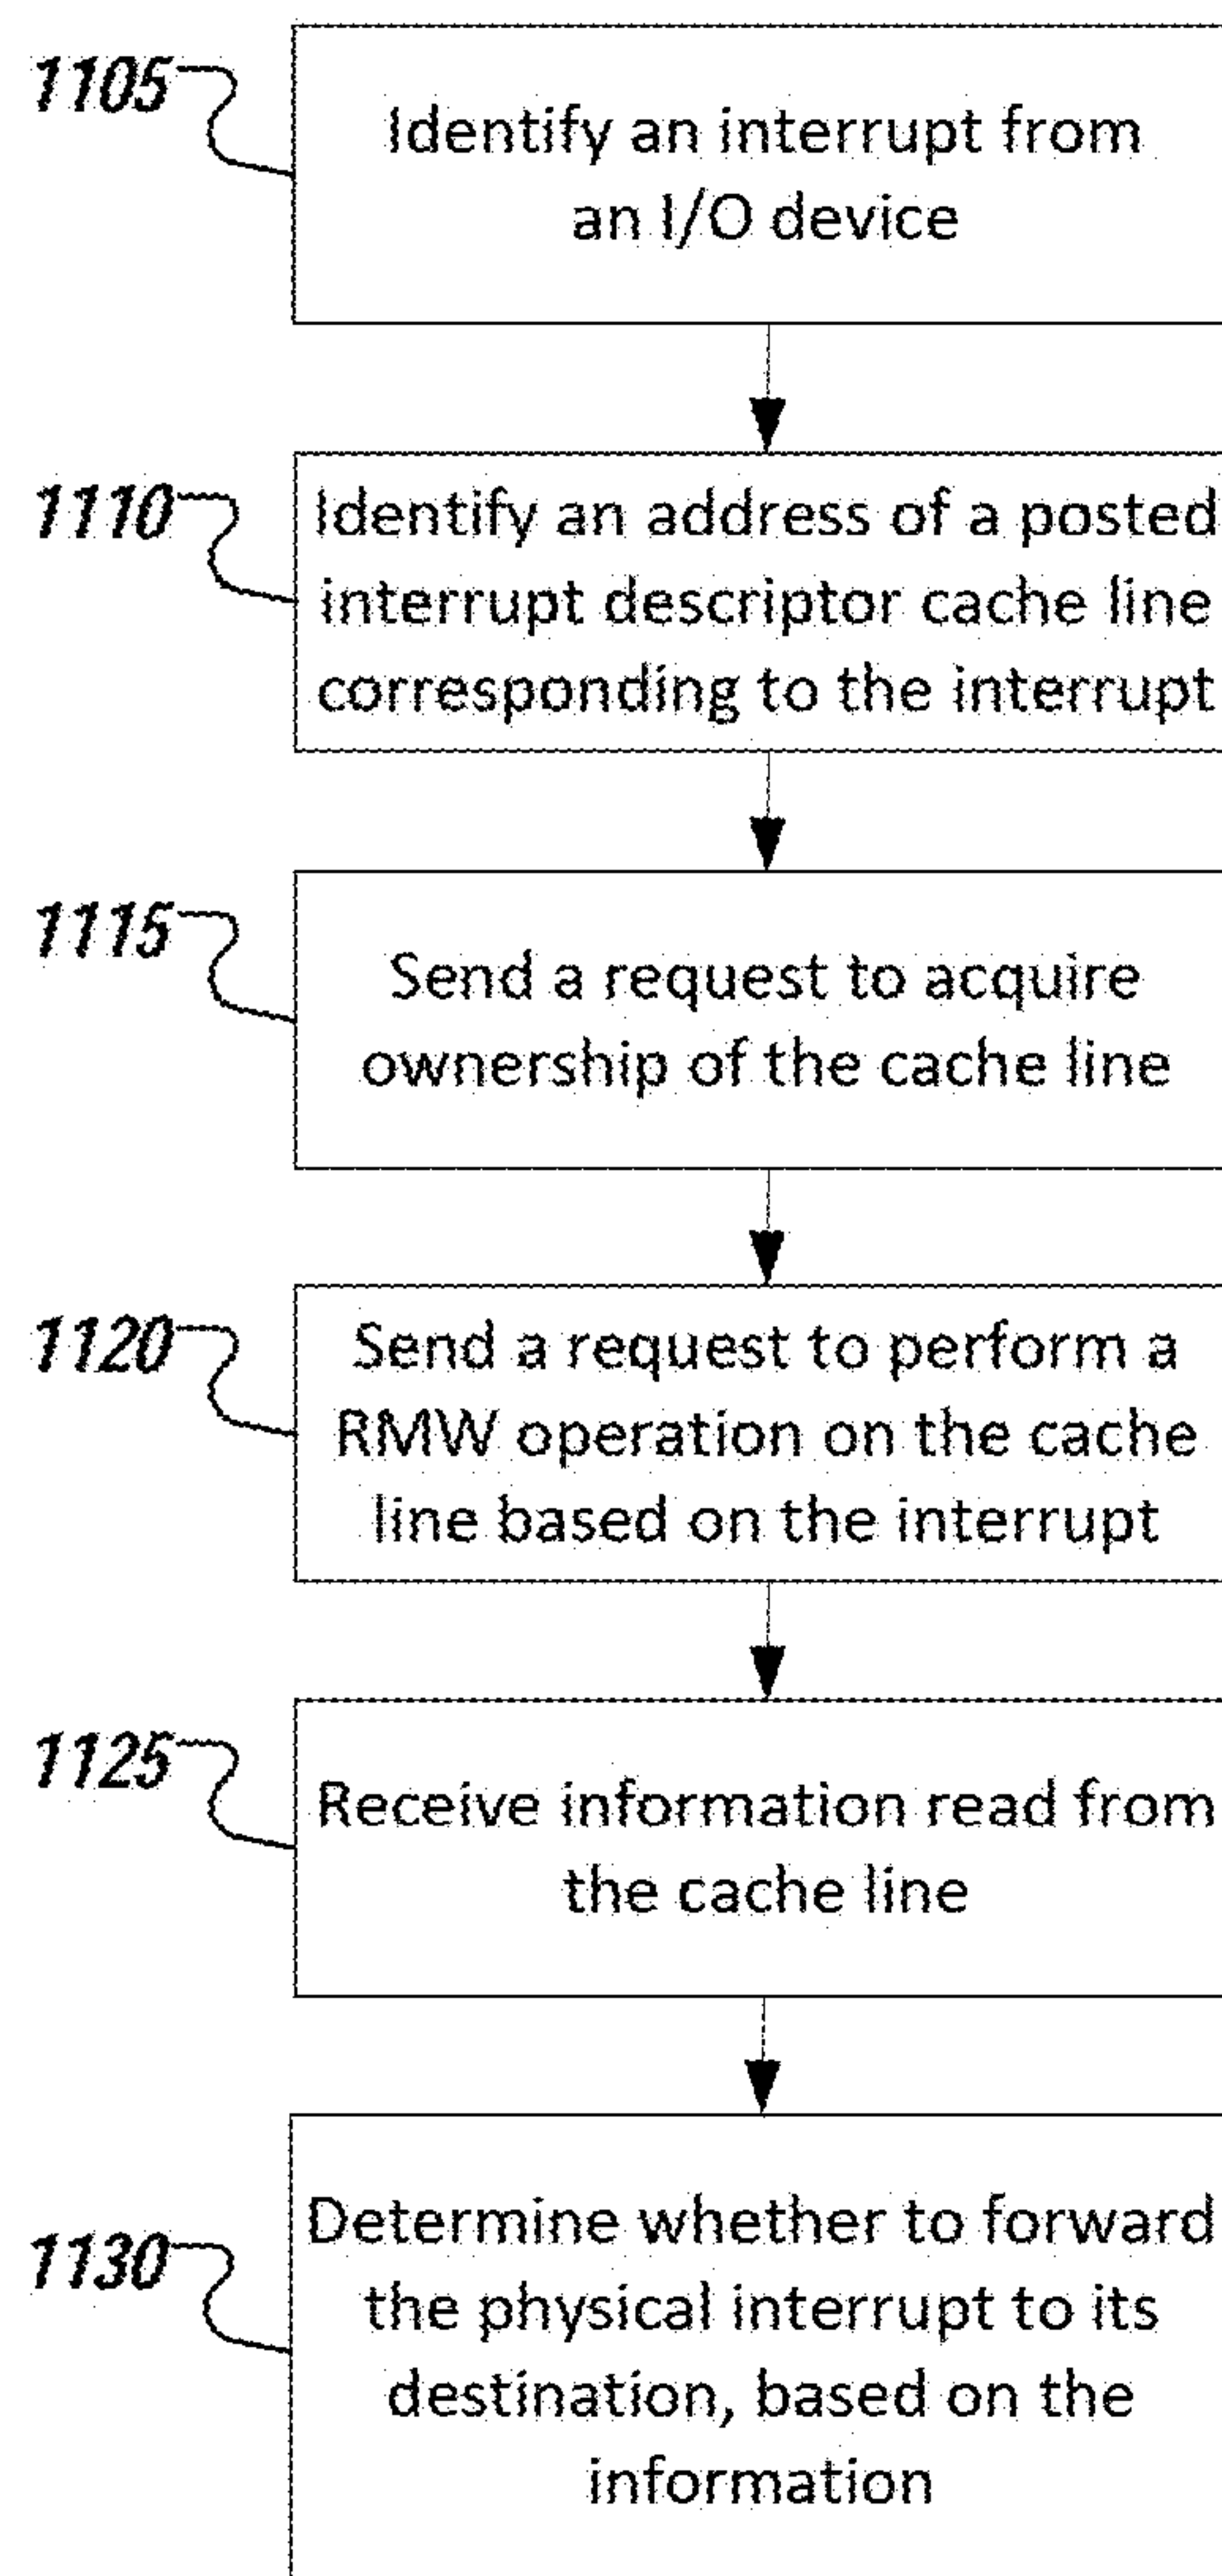 1105
Identify an interrupt from
an I/O device
1110
Identify an address of a posted
interrupt descriptor cache line
corresponding to the interrupt
1115
Send a request to acquire
ownership of the cache line
1120
Send a request to perform a
RMW operation on the cache
line based on the interrupt
1125
Receive information read from
the cache line
1130
Determine whether to forward
the physical interrupt to its
destination, based on the
information